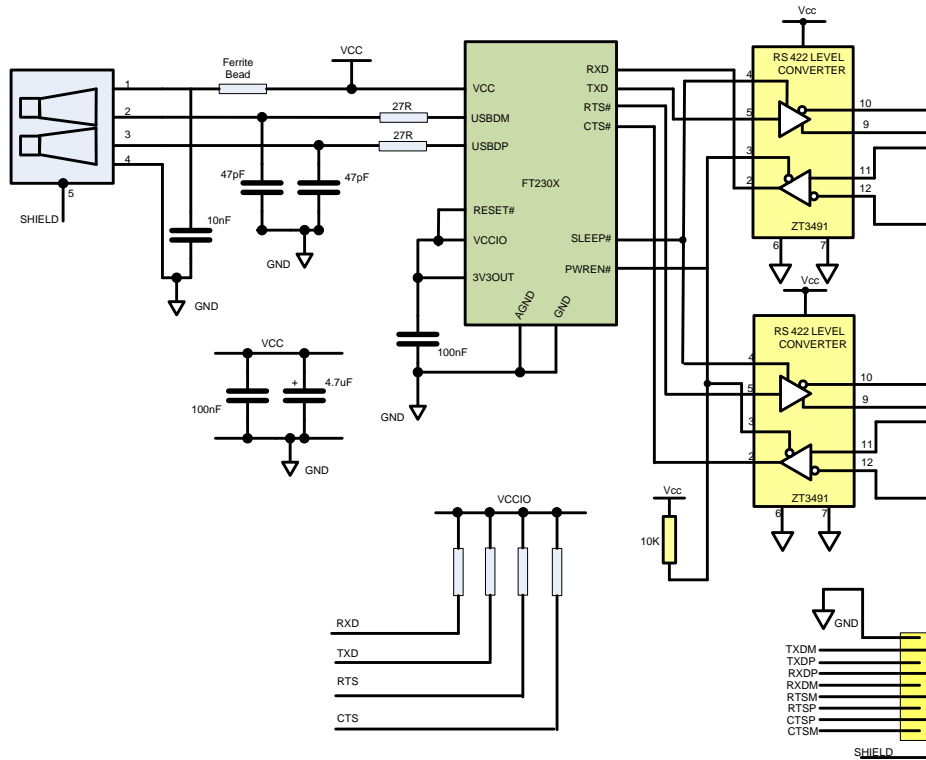 Vcc
Ferrite
Bead
VCC
RXD
TXD
RTS#
CTS#
RS 422 LEVEL
CONVERTER
4
10
5
9
3
11
2
12
ZT3491
6
7
1
2
3
4
5
SHIELD
27R
27R
VCC
USBDM
USBDP
FT230X
RESET#
VCCIO
3V3OUT
SLEEP#
PWREN#
AGND
GND
47pF
47pF
10nF
GND
GND
100nF
GND
VCC
100nF
+
4.7uF
GND
Vcc
RS 422 LEVEL
CONVERTER
4
10
5
9
3
11
2
12
ZT3491
6
7
Vcc
10K
VCCIO
RXD
TXD
RTS
CTS
GND
TXDM
TXDP
RXDP
RXDM
RTSM
RTSP
CTSP
CTSM
SHIELD